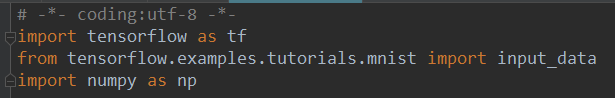 # -*- coding:utf-8 -*-
import tensorflow as tf
from tensorflow.examples.tutorials.mnist import input_data
import numpy as np